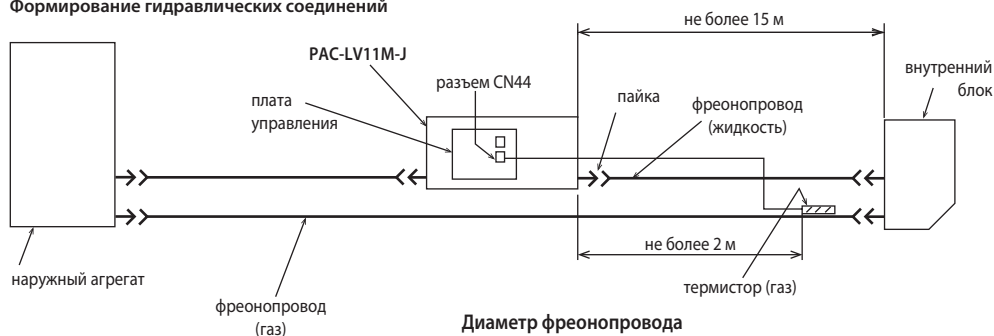 Формирование гидравлических соединений
не более 15 м
PAC-LV11M-J
разъем CN44
внутренний
блок
плата
управления
пайка
фреонопровод
(жидкость)
не более 2 м
наружный агрегат
термистор (газ)
фреонопровод
(газ)
Диаметр фреонопровода